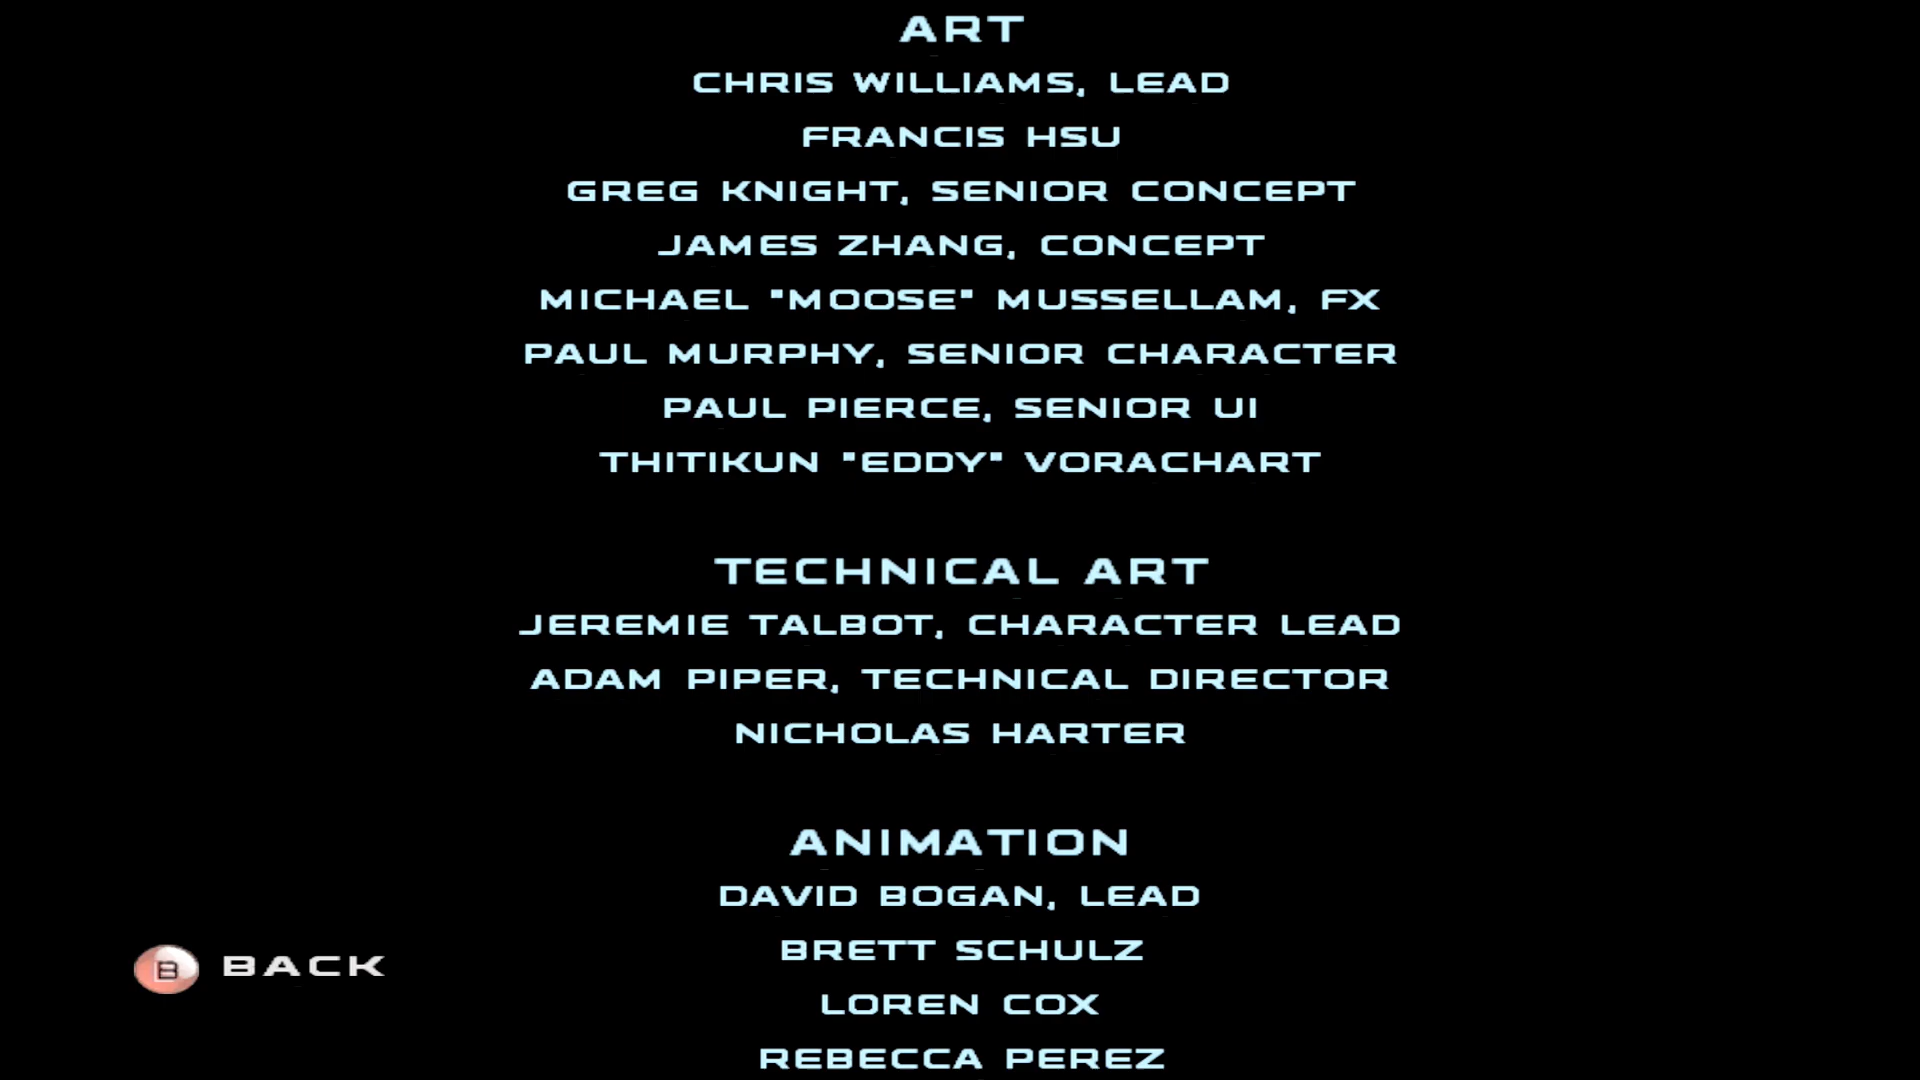 ART
CHRIS WILLIAMS, LEAD
FRANCIS HSU
GREG KNIGHT, SENIOR CONCEPT
JAMES ZHANG, CONCEPT
MICHAEL "MOOSE" MUSSELLAM, FX
PAUL MURPHY, SENIOR CHARACTER
PAUL PIERCE, SENIOR UI
THITIKUN "EDDY" VORACHART
TECHNICAL ART
JEREMIE TALBOT, CHARACTER LEAD
ADAM PIPER, TECHNICAL DIRECTOR
NICHOLAS HARTER
ANIMATION
DAVID BOGAN, LEAD
BRETT SCHULZ
B BACK
LOREN COX
REBECCA PEREZ